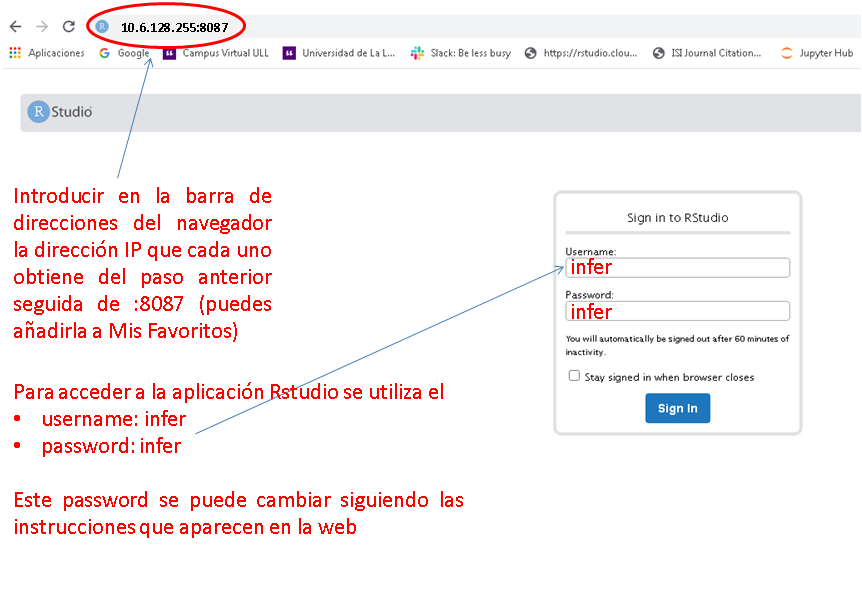 10.6.128.255:8087
Aplicaciones Google Campus Virtual ULL Universidad de La L... Slack: Be less busy https://rstudio.clou... ISI Journal Citation... Jupyter Hub
R Studio
Introducir en la barra de
direcciones del navegador
la dirección IP que cada uno
obtiene del paso anterior
seguida de :8087 (puedes
añadirla a Mis Favoritos)
Sign in to RStudio
Username:
infer
Password:
infer
You will automatically be signed out after 60 minutes of
inactivity.
Stay signed in when browser closes
Sign In
Para acceder a la aplicación Rstudio se utiliza el
• username: infer
• password: infer
Este password se puede cambiar siguiendo las
instrucciones que aparecen en la web